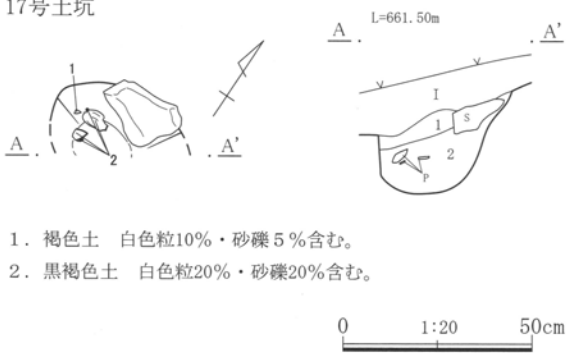 17号土坑
1
2
A . . A'
A . L=661.50m . A'
I
1 S
2
P
1. 褐色土 白色粒10%・砂礫5%含む。
2. 黒褐色土 白色粒20%・砂礫20%含む。
0 1:20 50cm